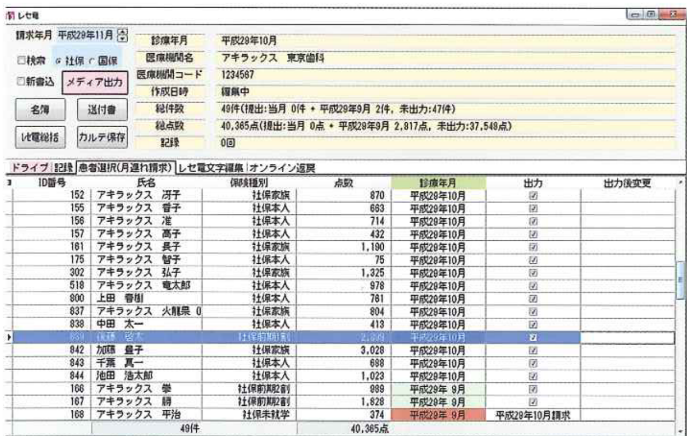 レセ電
請求年月 平成29年11月
検索 社保 国保
新書込 メディア出力
名簿 送付書
レセ電総括 カルテ保存
診療年月 平成29年10月
医療機関名 アキラックス 東京歯科
医療機関コード 1234567
作成日時 編集中
総件数 49件(提出:当月 0件 + 平成29年9月 2件, 未出力:47件)
総点数 40,365点(提出:当月 0点 + 平成29年9月 2,817点, 未出力:37,548点)
記録 0回
ドライブ 記録 患者選択(月遅れ請求) レセ電文字編集 オンライン返戻
ID番号 氏名 保険種別 点数 診療年月 出力 出力後変更
152 アキラックス 冴子 社保家族 870 平成29年10月
155 アキラックス 香子 社保本人 663 平成29年10月
156 アキラックス 准 社保本人 714 平成29年10月
157 アキラックス 高子 社保本人 432 平成29年10月
161 アキラックス 長子 社保家族 1,190 平成29年10月
175 アキラックス 智子 社保本人 75 平成29年10月
302 アキラックス 弘子 社保家族 1,325 平成29年10月
518 アキラックス 竜太郎 社保本人 978 平成29年10月
800 上田 春樹 社保本人 761 平成29年10月
837 アキラックス 火龍果 0 社保家族 804 平成29年10月
838 中田 太一 社保本人 413 平成29年10月
社保前期2割 平成29年10月
842 加藤 豊子 社保家族 3,028 平成29年10月
843 千葉 真一 社保本人 688 平成29年10月
844 池田 浩太郎 社保本人 1,023 平成29年10月
166 アキラックス 挙 社保前期2割 989 平成29年 9月
167 アキラックス 勝 社保前期2割 1,828 平成29年 9月
168 アキラックス 平治 社保未就学 374 平成29年 9月 平成29年10月請求
49件 40,365点